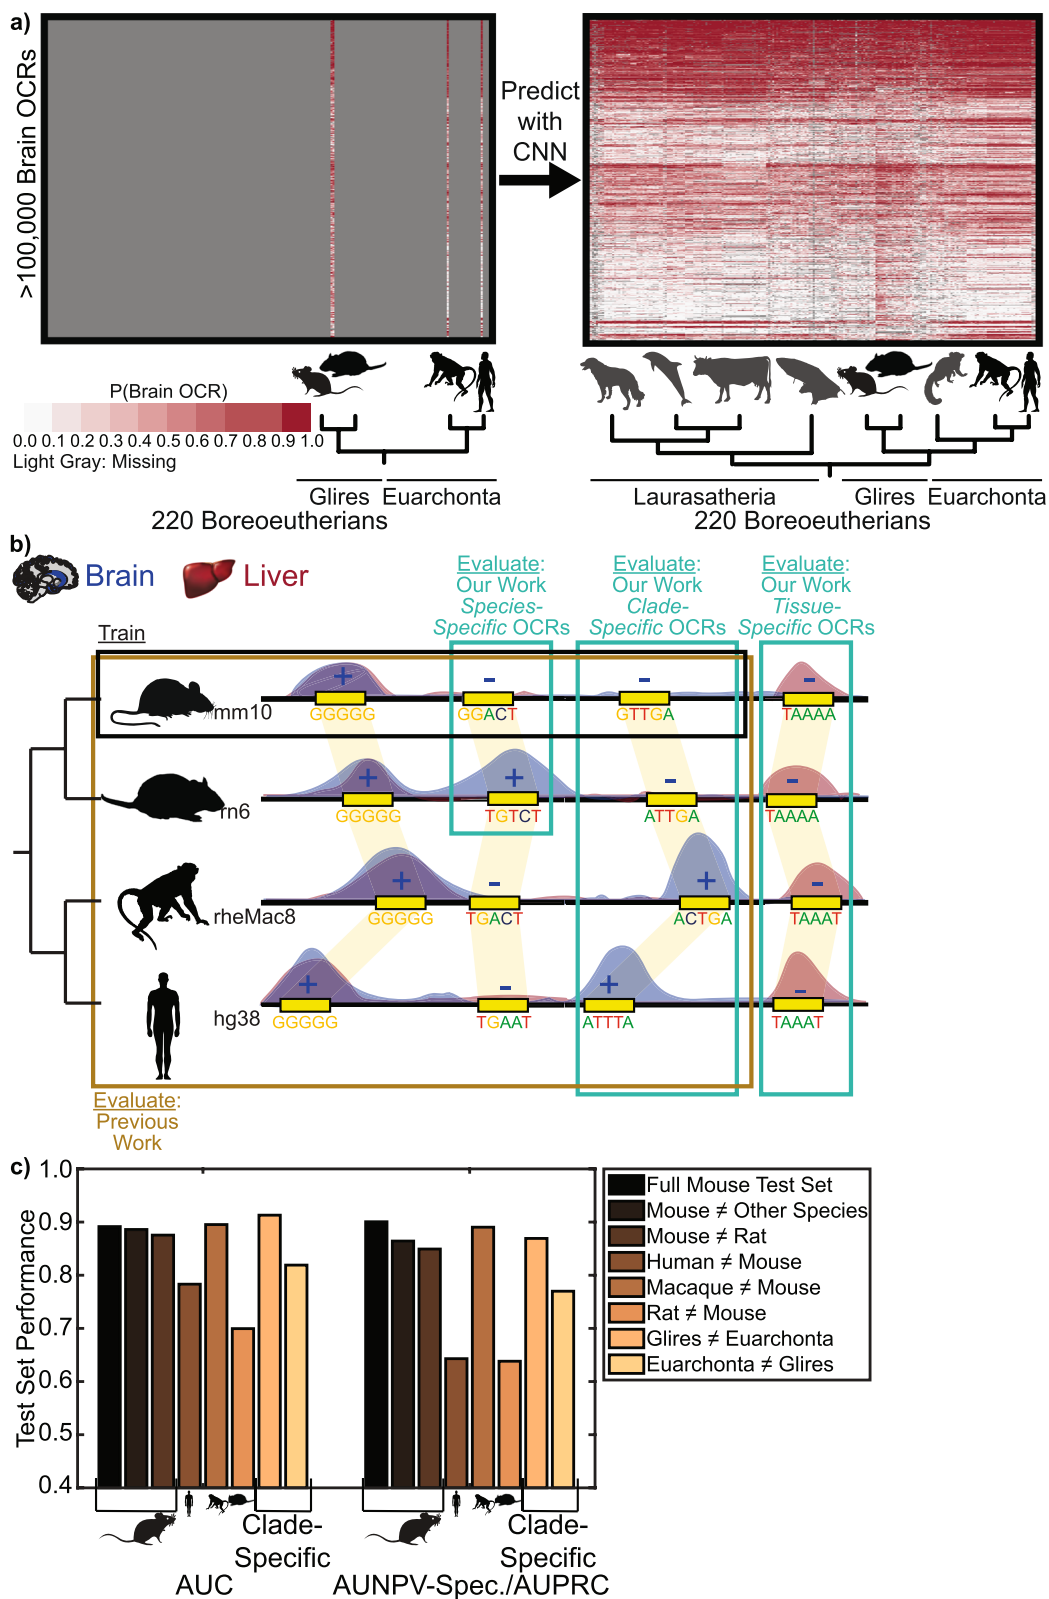 a)
>100,000 Brain OCRs
Predict
with
CNN
P(Brain OCR)
0.0 0.1 0.2 0.3 0.4 0.5 0.6 0.7 0.8 0.9 1.0
Light Gray: Missing
Glires Euarchonta
220 Boreoeutherians
Laurasatheria Glires Euarchonta
220 Boreoeutherians
b)
Brain
Liver
Evaluate:
Our Work
Species-
Specific OCRs
Evaluate:
Our Work
Clade-
Specific OCRs
Evaluate:
Our Work
Tissue-
Specific OCRs
Train
+ - - -
mm10
GGGGG GGACT GTTGA TAAAA
+ + - -
rn6
GGGGG TGTCT ATTGA TAAAA
+ - + -
rheMac8
GGGGG TGACT ACTGA TAAAT
+ - + -
hg38
GGGGG TGAAT ATTTA TAAAT
Evaluate:
Previous
Work
c)
Test Set Performance
1.0
0.9
0.8
0.7
0.6
0.5
0.4
Full Mouse Test Set
Mouse ≠ Other Species
Mouse ≠ Rat
Human ≠ Mouse
Macaque ≠ Mouse
Rat ≠ Mouse
Glires ≠ Euarchonta
Euarchonta ≠ Glires
Clade-
Specific
AUC
Clade-
Specific
AUNPV-Spec./AUPRC